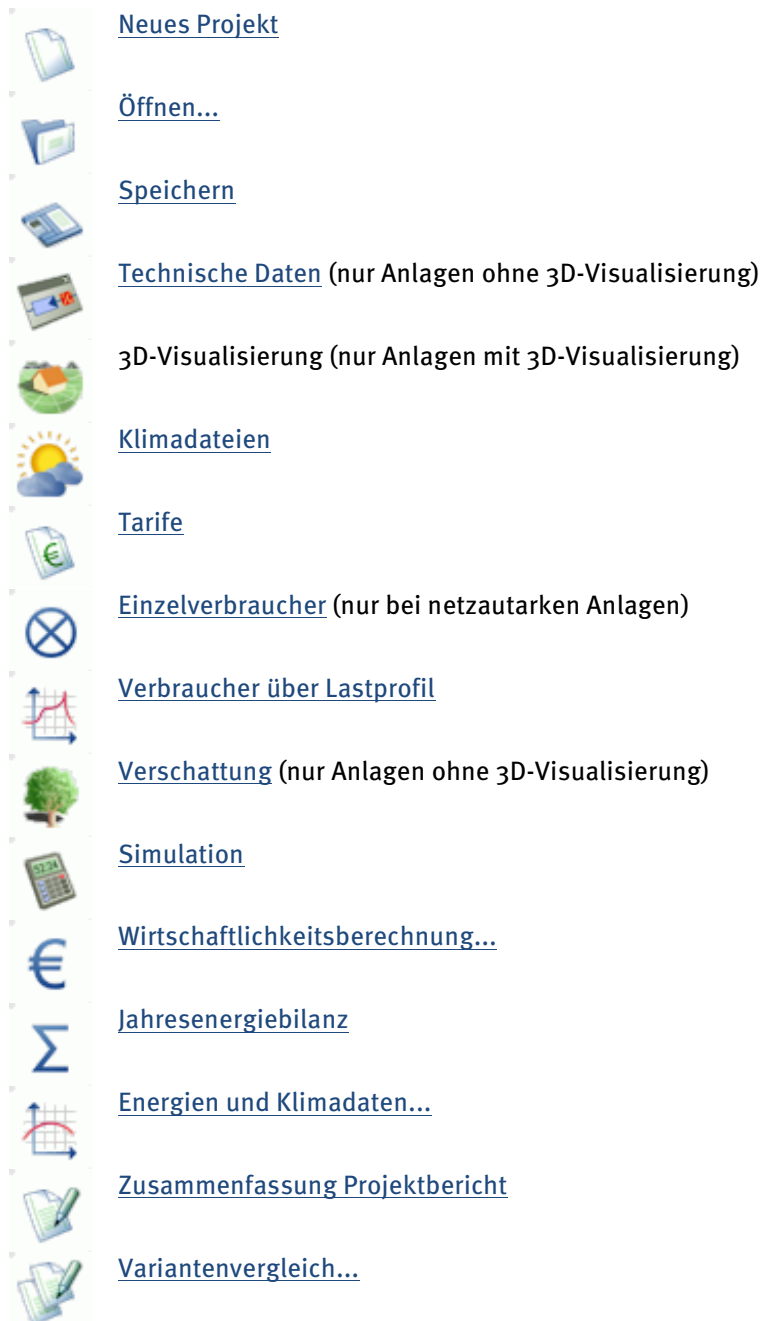 Neues Projekt
Öffnen...
Speichern
Technische Daten (nur Anlagen ohne 3D-Visualisierung)
3D-Visualisierung (nur Anlagen mit 3D-Visualisierung)
Klimadateien
Tarife
Einzelverbraucher (nur bei netzautarken Anlagen)
Verbraucher über Lastprofil
Verschattung (nur Anlagen ohne 3D-Visualisierung)
Simulation
Wirtschaftlichkeitsberechnung...
€
Jahresenergiebilanz
Σ
Energien und Klimadaten...
Zusammenfassung Projektbericht
Variantenvergleich...